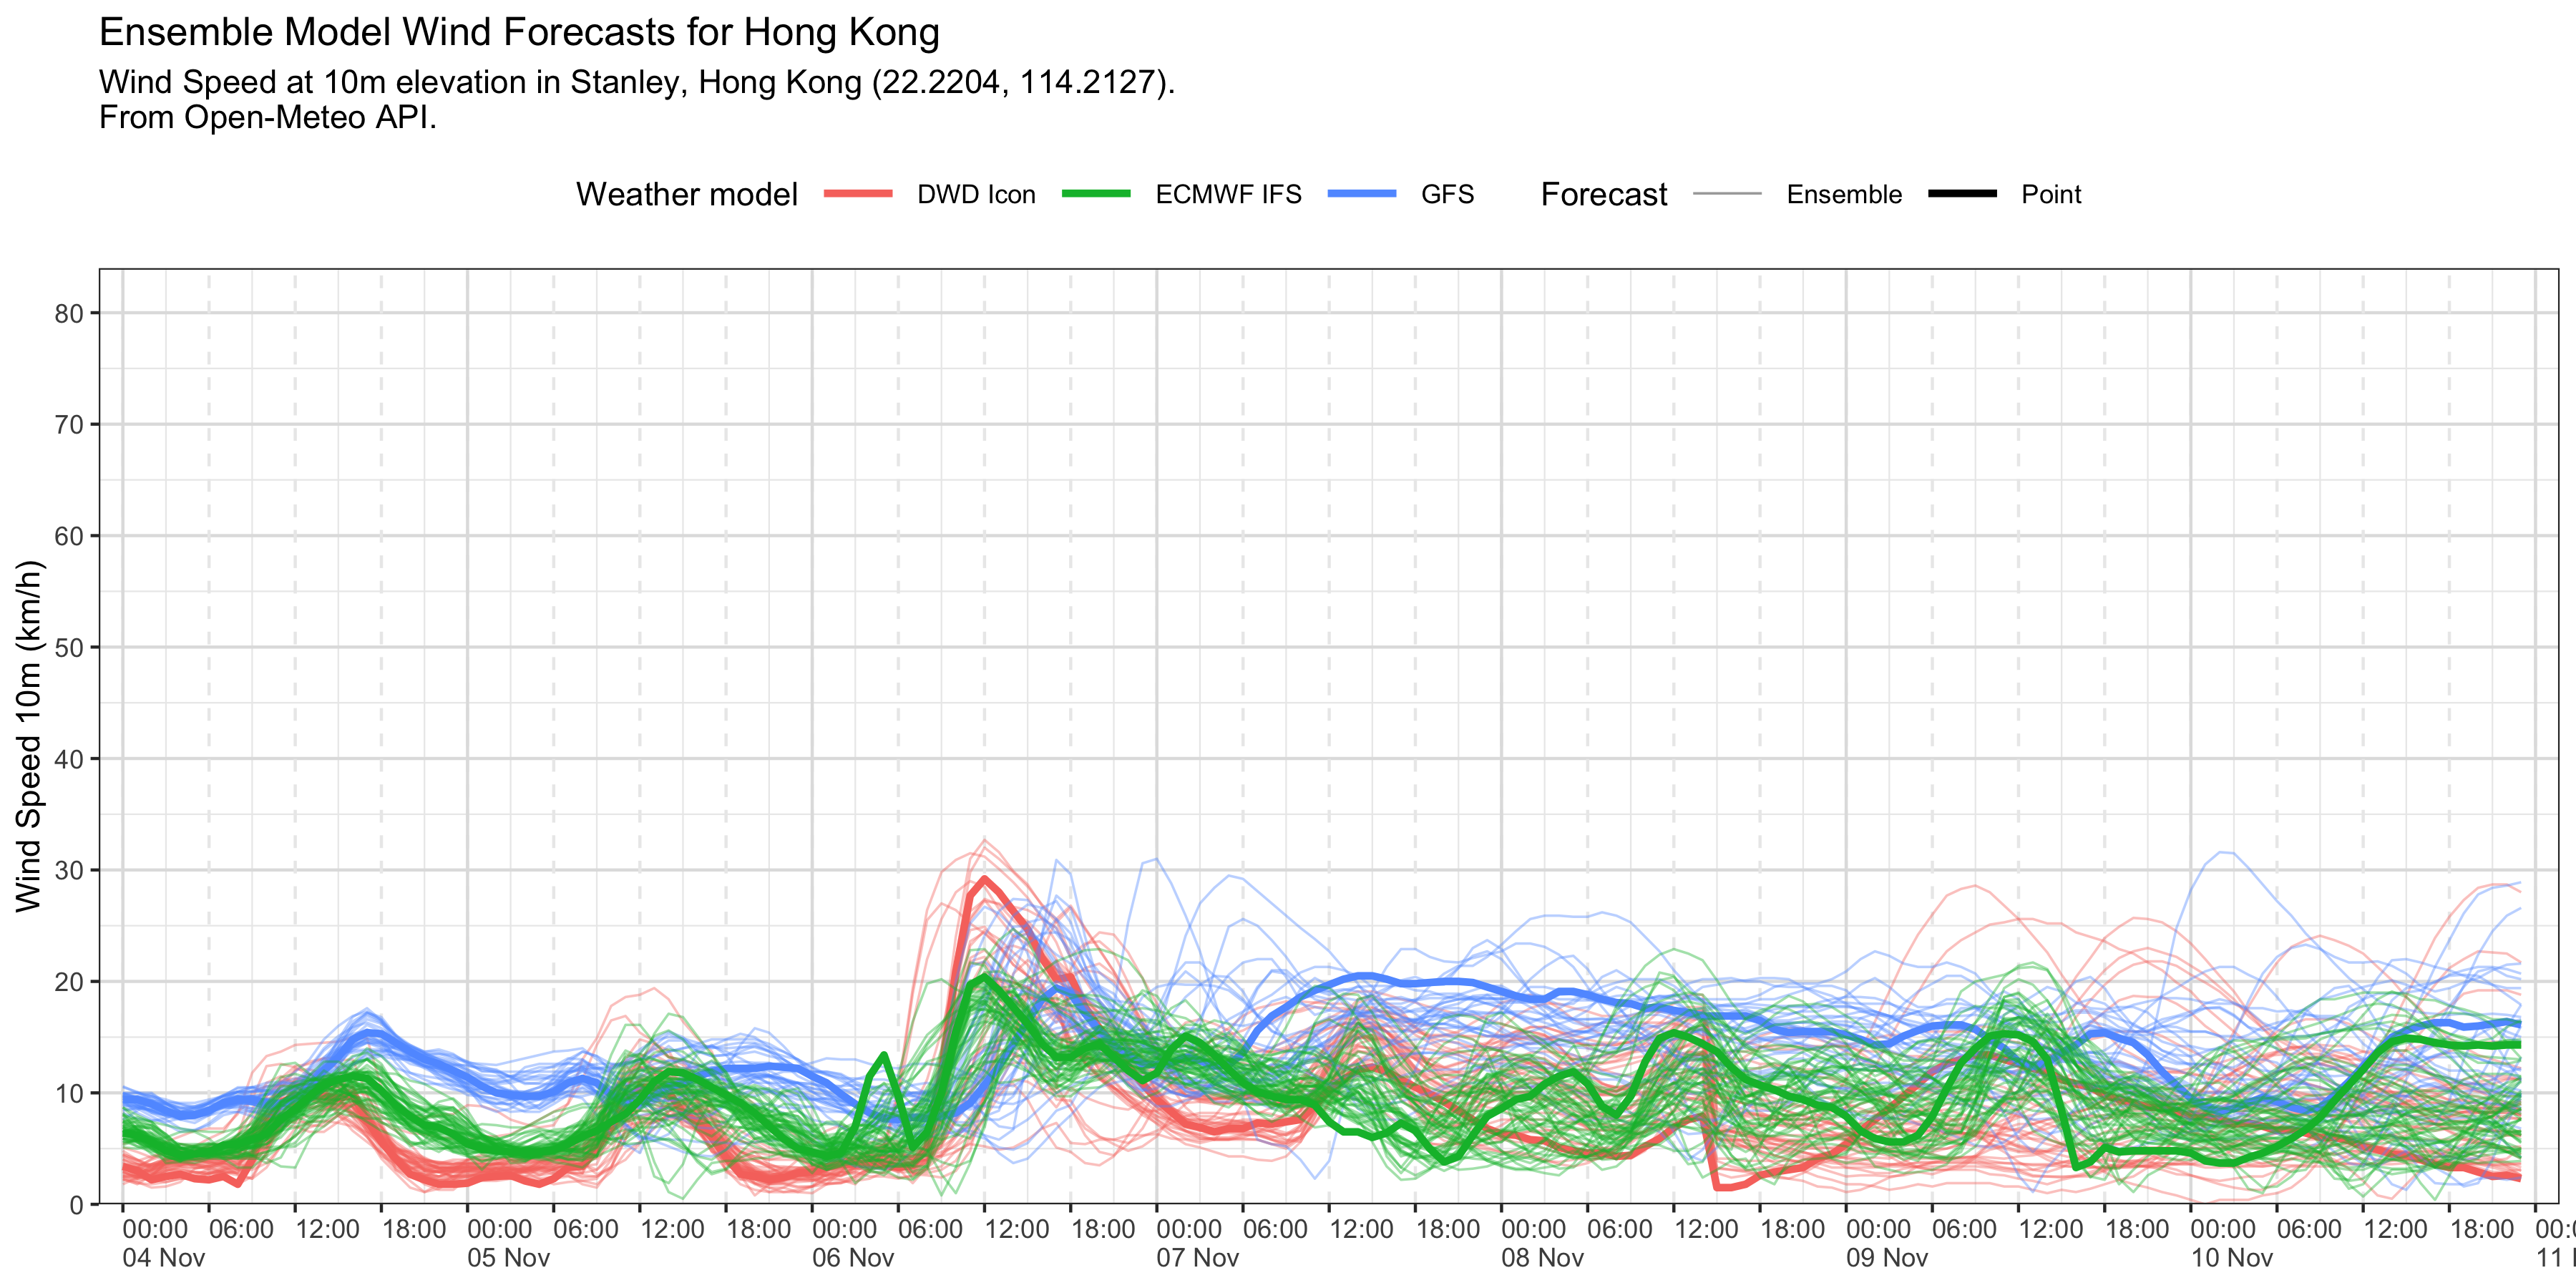 Ensemble Model Wind Forecasts for Hong Kong
Wind Speed at 10m elevation in Stanley, Hong Kong (22.2204, 114.2127).
From Open-Meteo API.
Weather model DWD Icon ECMWF IFS GFS Forecast Ensemble Point
Wind Speed 10m (km/h)
80
70
60
50
40
30
20
10
0
00:00 06:00 12:00 18:00 00:00 06:00 12:00 18:00 00:00 06:00 12:00 18:00 00:00 06:00 12:00 18:00 00:00 06:00 12:00 18:00 00:00 06:00 12:00 18:00 00:00 06:00 12:00 18:00 00:
04 Nov 05 Nov 06 Nov 07 Nov 08 Nov 09 Nov 10 Nov 11